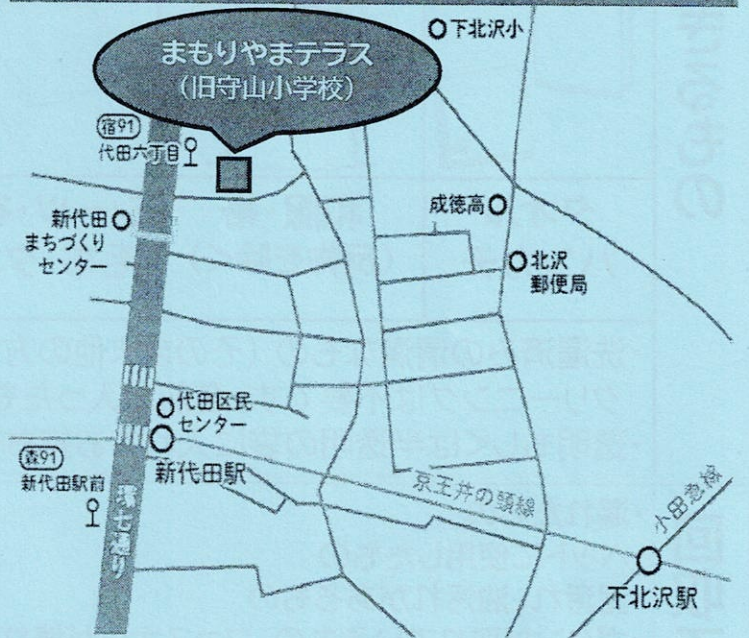 まもりやまテラス
(旧守山小学校)
下北沢小
宿91
代田六丁目
新代田
まちづくり
センター
成徳高
北沢
郵便局
代田区民
センター
新代田駅
森91
新代田駅前
環七通り
京王井の頭線
小田急線
下北沢駅